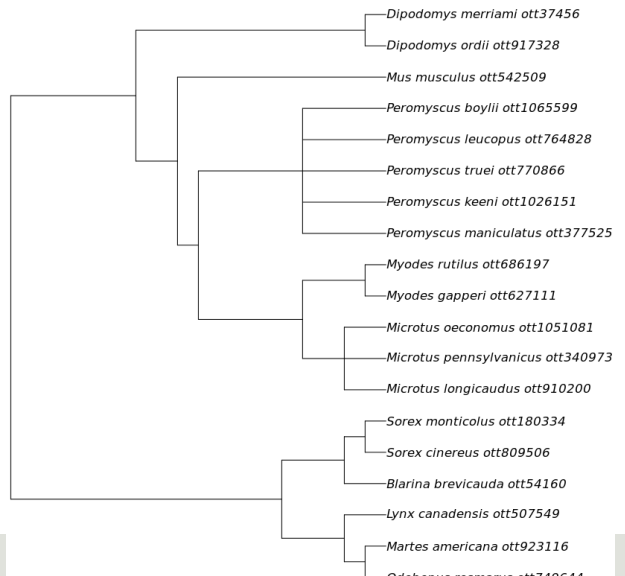 Dipodomys merriami ott37456
Dipodomys ordii ott917328
Mus musculus ott542509
Peromyscus boylii ott1065599
Peromyscus leucopus ott764828
Peromyscus truei ott770866
Peromyscus keeni ott1026151
Peromyscus maniculatus ott377525
Myodes rutilus ott686197
Myodes gapperi ott627111
Microtus oeconomus ott1051081
Microtus pennsylvanicus ott340973
Microtus longicaudus ott910200
Sorex monticolus ott180334
Sorex cinereus ott809506
Blarina brevicauda ott54160
Lynx canadensis ott507549
Martes americana ott923116